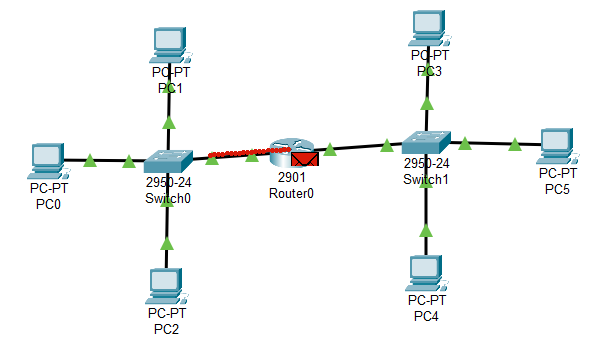 PC-PT
PC1
PC-PT
PC3
PC-PT
PC0
2950-24
Switch0
2901
Router0
2950-24
Switch1
PC-PT
PC5
PC-PT
PC2
PC-PT
PC4